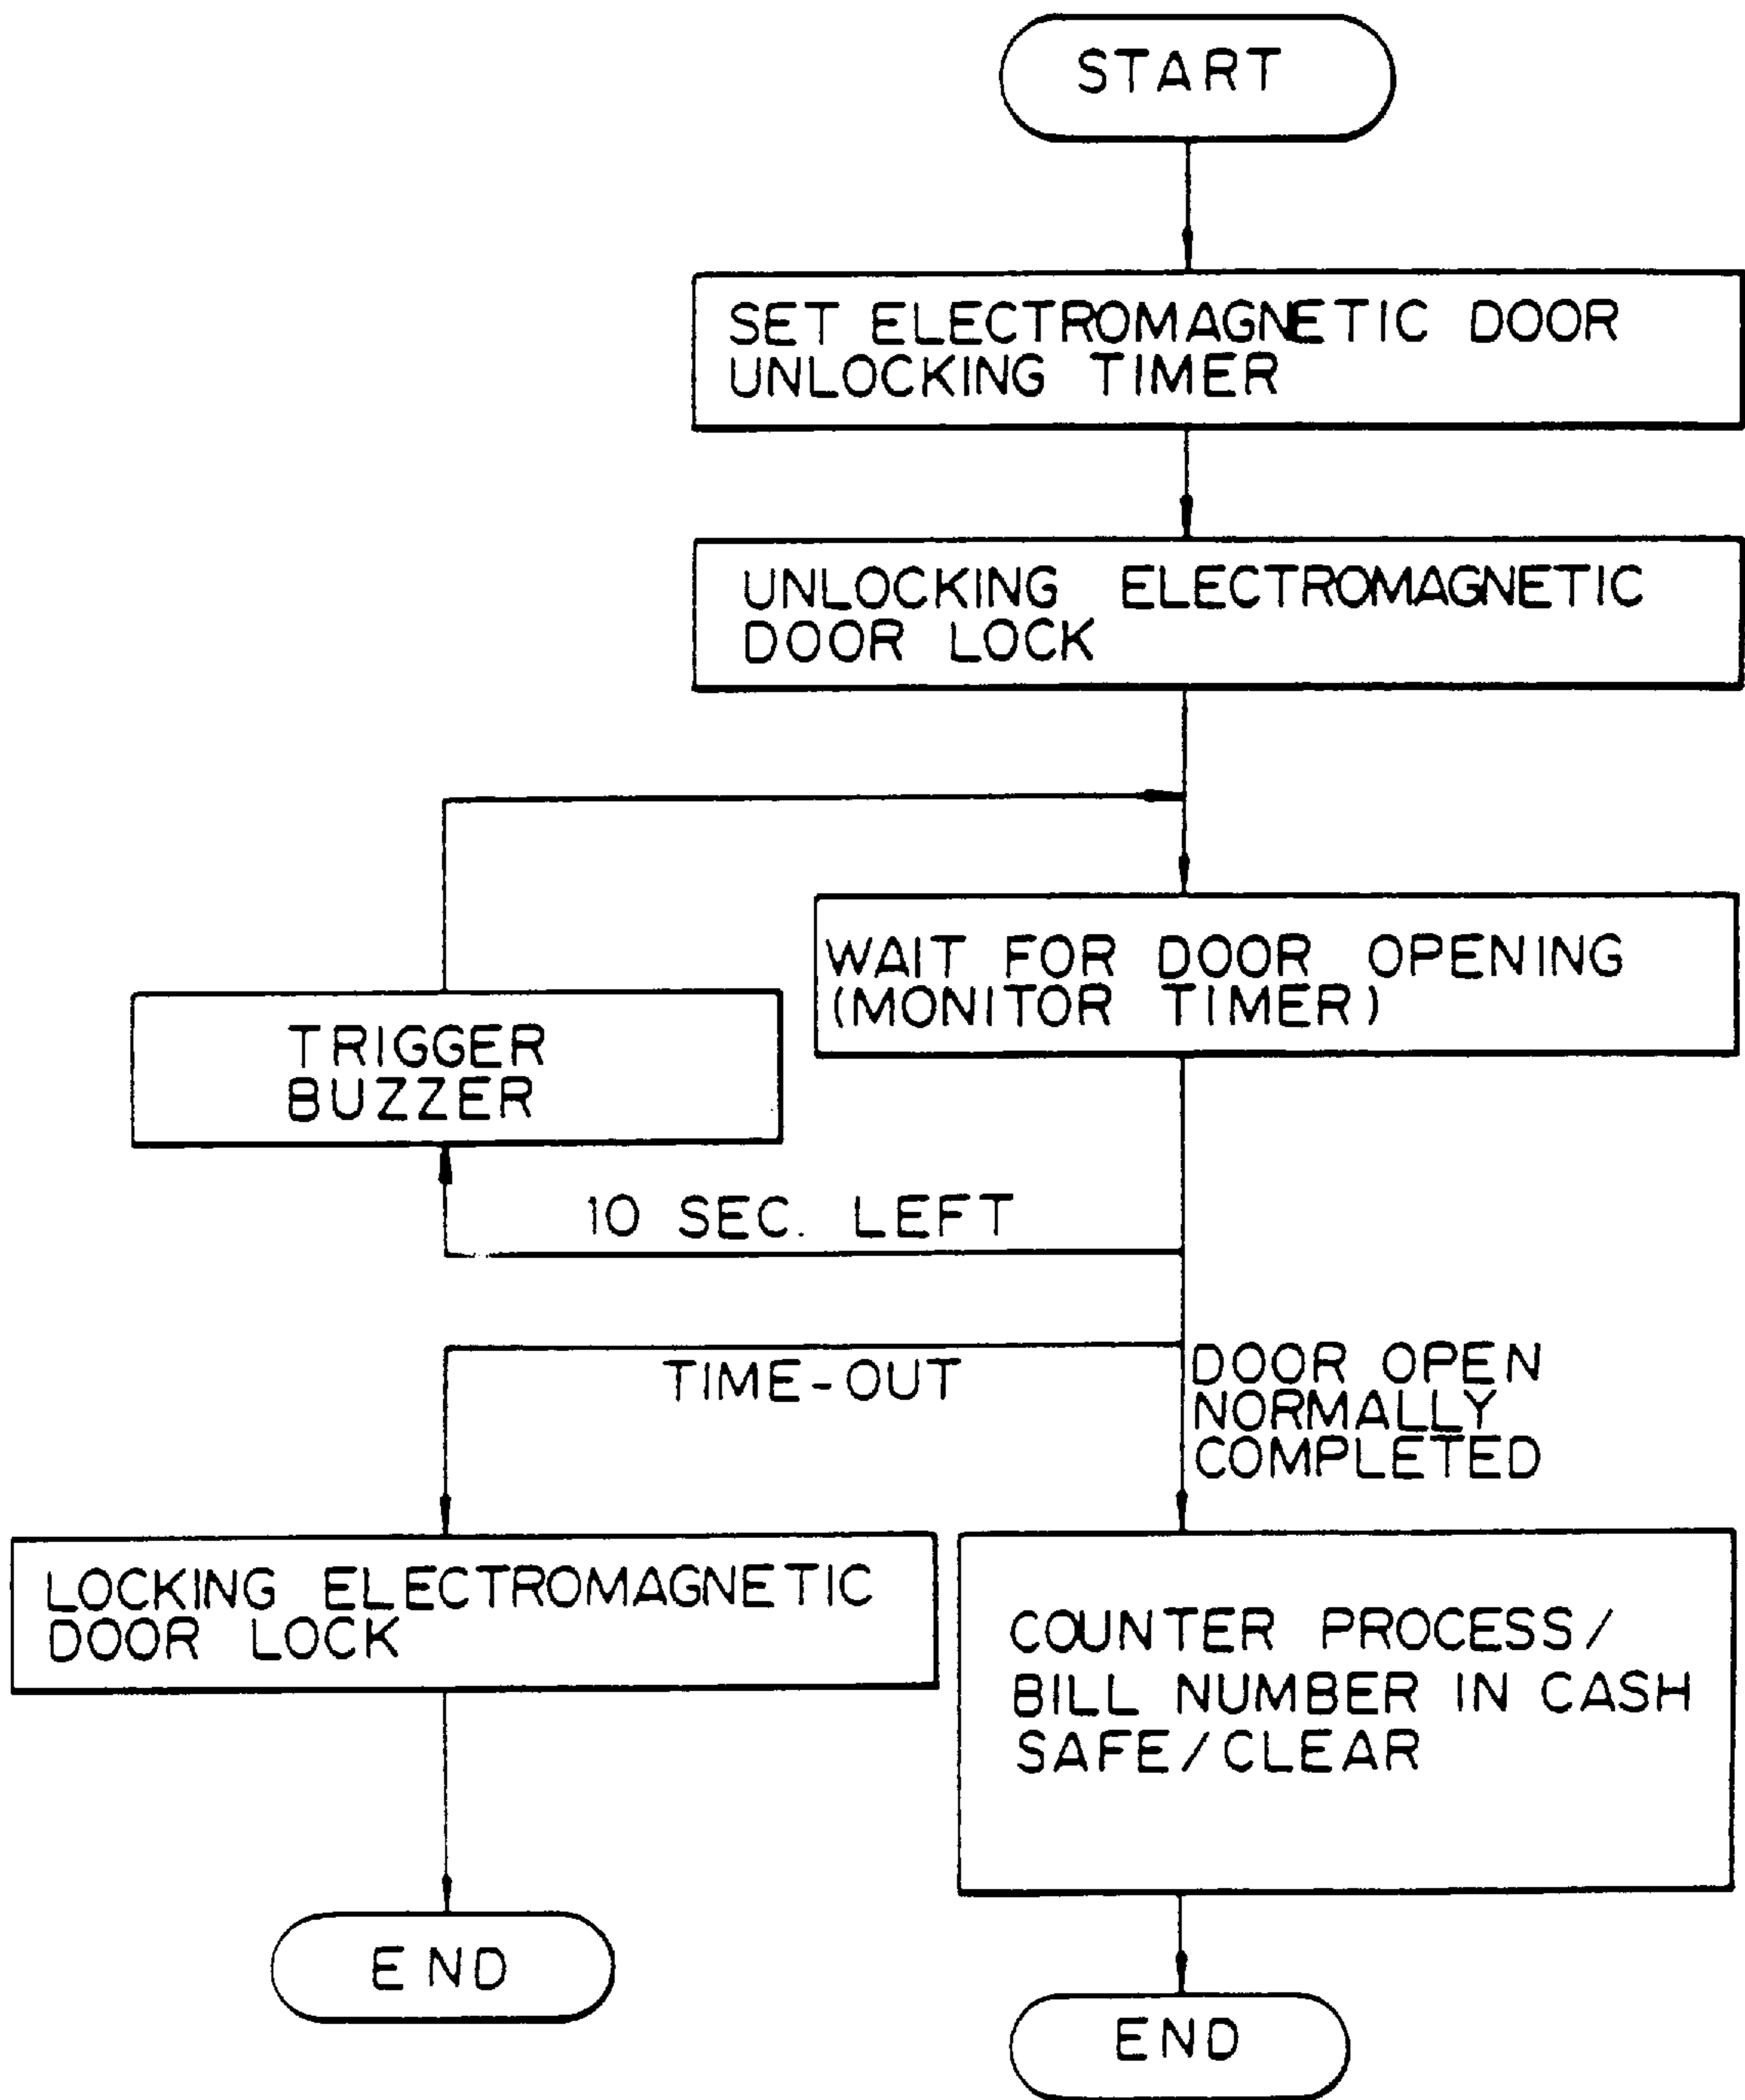 START
SET ELECTROMAGNETIC DOOR
UNLOCKING TIMER
UNLOCKING ELECTROMAGNETIC
DOOR LOCK
WAIT FOR DOOR OPENING
(MONITOR TIMER)
TRIGGER
BUZZER
10 SEC. LEFT
TIME-OUT
DOOR OPEN
NORMALLY
COMPLETED
LOCKING ELECTROMAGNETIC
DOOR LOCK
COUNTER PROCESS/
BILL NUMBER IN CASH
SAFE/CLEAR
END
END